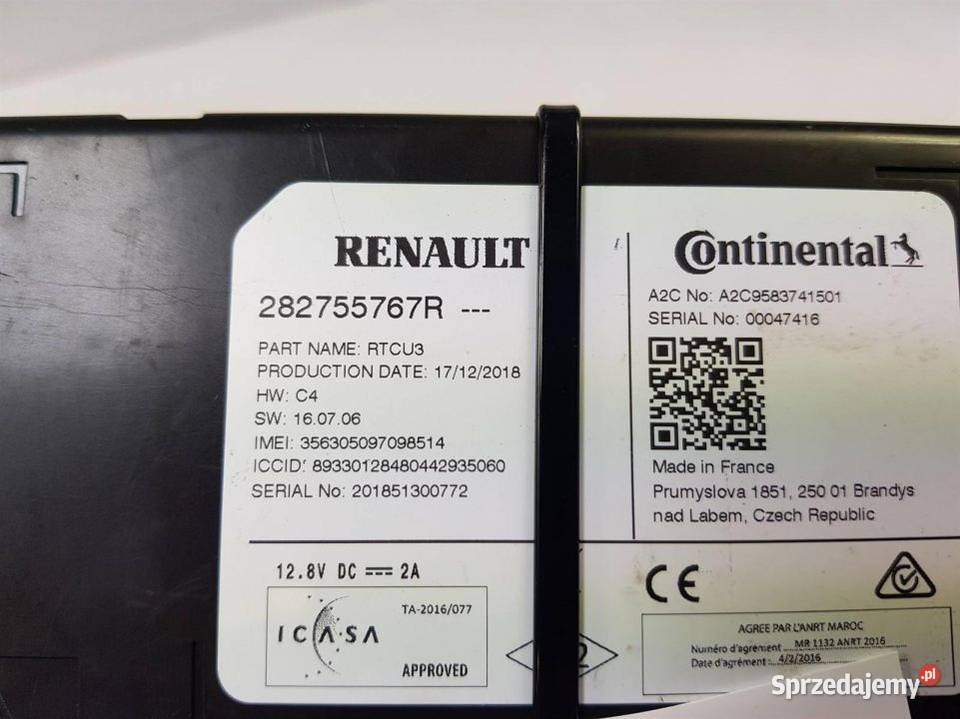 RENAULT
282755767R ---
PART NAME: RTCU3
PRODUCTION DATE: 17/12/2018
HW: C4
SW: 16.07.06
IMEI: 356305097098514
ICCID: 89330128480442935060
SERIAL No: 201851300772
12.8V DC 2A
TA-2016/077
ICASA
APPROVED
Continental
A2C No: A2C9583741501
SERIAL No: 00047416
Made in France
Prumyslova 1851, 250 01 Brandys
nad Labem, Czech Republic
CE
2
AGREE PAR L'ANRT MAROC
Numéro d'agrement: MR 1132 ANRT 2016
Date d'agrément: 4/2/2016
Sprzedajemy.pl